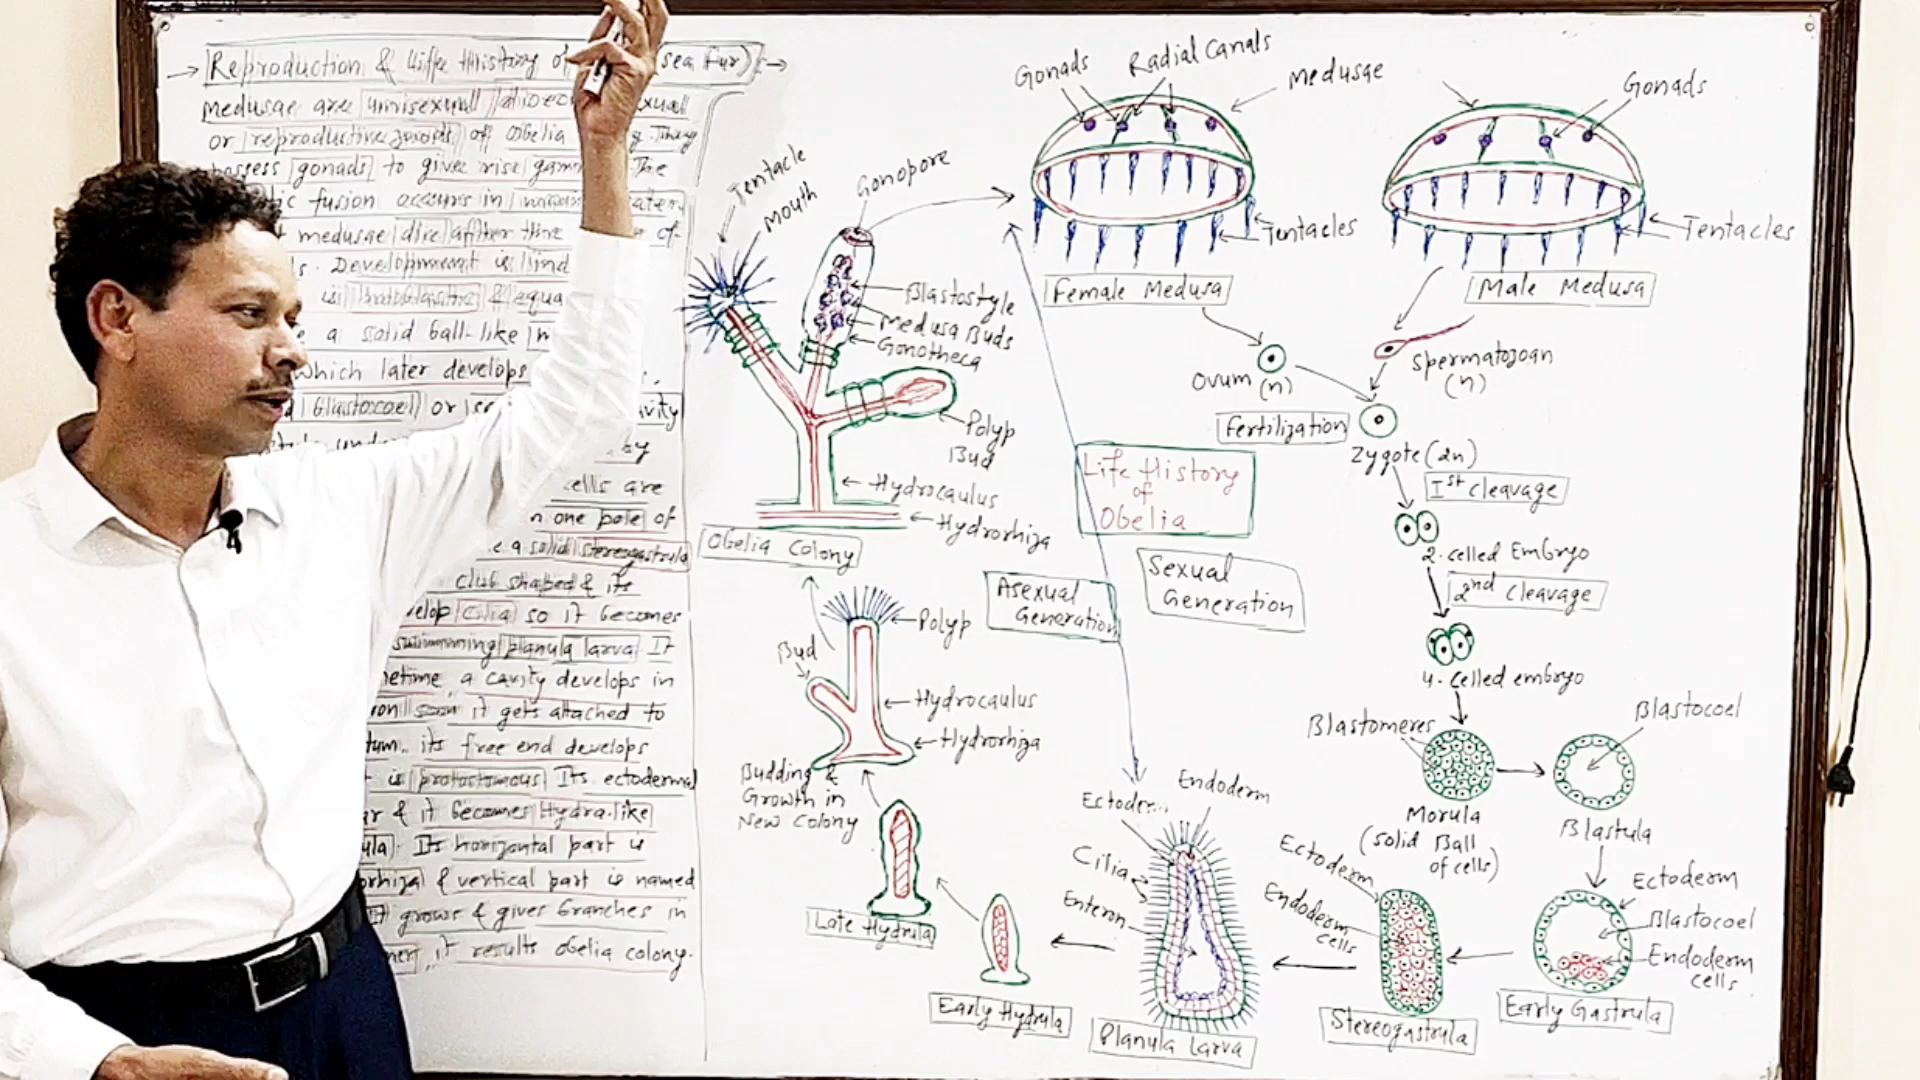 Reproduction & Life History of (sea fur)
medusae are unisexual
or reproductive zooids of Obelia They
possess gonads to give rise The
fusion occurs in
medusae die after the of
Development is
is holoblastic &
a solid ball-like
which later develops
blastocoel or
by
cells are
n one pole of
a solid stereogastrula
club shaped & its
cilia so it becomes
swimming planula larva. It
a cavity develops in
soon it gets attached to
its free end develops
is protostomous Its ectodermal
& it becomes Hydra-like
Its horizontal part is
& vertical part is named
grows & gives branches in
it results obelia colony.
Tentacle
Mouth
Gonopore
Blastostyle
Medusa Buds
Gonotheca
Polyp
Bud
Hydrocaulus
Hydrorhiza
Obelia Colony
Gonads
Radial Canals
Medusae
Gonads
Tentacles
Tentacles
Female Medusa
Male Medusa
Ovum (n)
Spermatozoan
(n)
Fertilization
Zygote (2n)
Ist cleavage
2-celled Embryo
2nd cleavage
4-celled embryo
Life History
of
Obelia
Asexual
Generation
Sexual
Generation
Blastomeres
Morula
(solid Ball
of cells)
Blastocoel
Blastula
Ectoderm
Blastocoel
Endoderm
cells
Early Gastrula
Ectoderm
Endoderm
cells
Stereogastrula
Ectoderm
Endoderm
Cilia
Enteron
Planula Larva
Early Hydrula
Late Hydrula
Budding &
Growth in
New Colony
Bud
Polyp
Hydrocaulus
Hydrorhiza